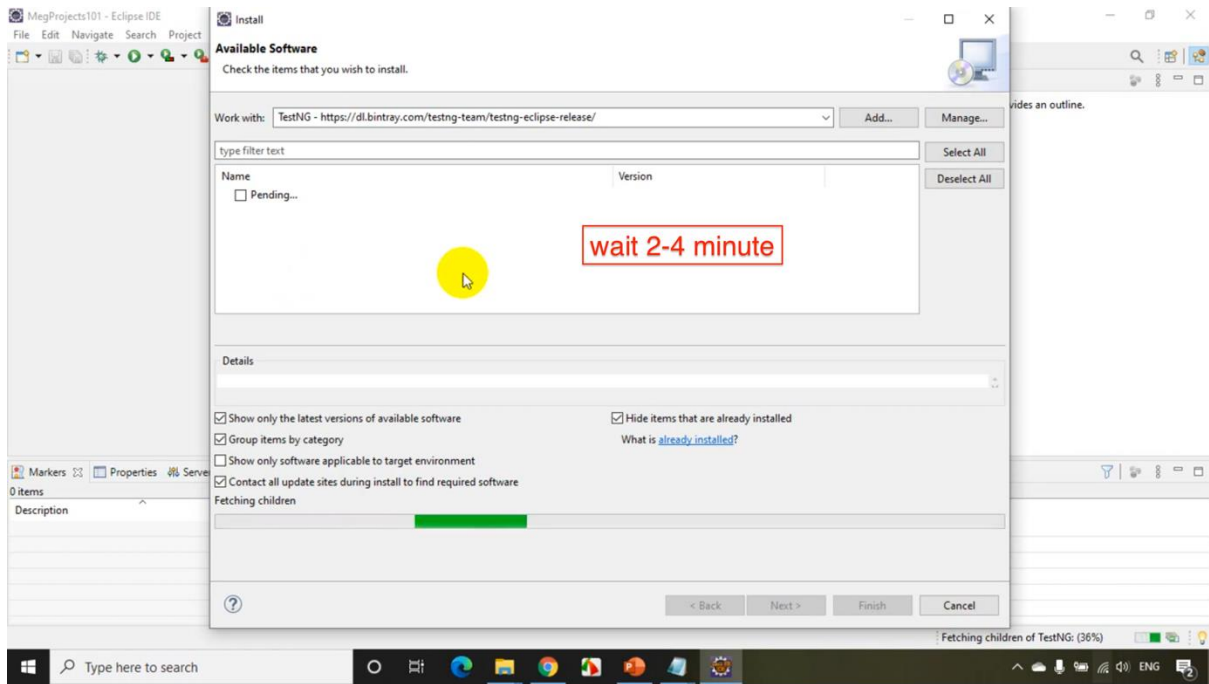 MegProjects101 - Eclipse IDE
File Edit Navigate Search Project
Install
Available Software
Check the items that you wish to install.
Work with: TestNG - https://dl.bintray.com/testng-team/testng-eclipse-release/ Add... Manage...
type filter text Select All
Name Version Deselect All
Pending...
wait 2-4 minute
vides an outline.
Details
Show only the latest versions of available software Hide items that are already installed
Group items by category What is already installed?
Show only software applicable to target environment
Contact all update sites during install to find required software
Fetching children
Markers Properties Serve
0 items
Description
< Back Next > Finish Cancel
Fetching children of TestNG: (36%)
Type here to search ENG 2